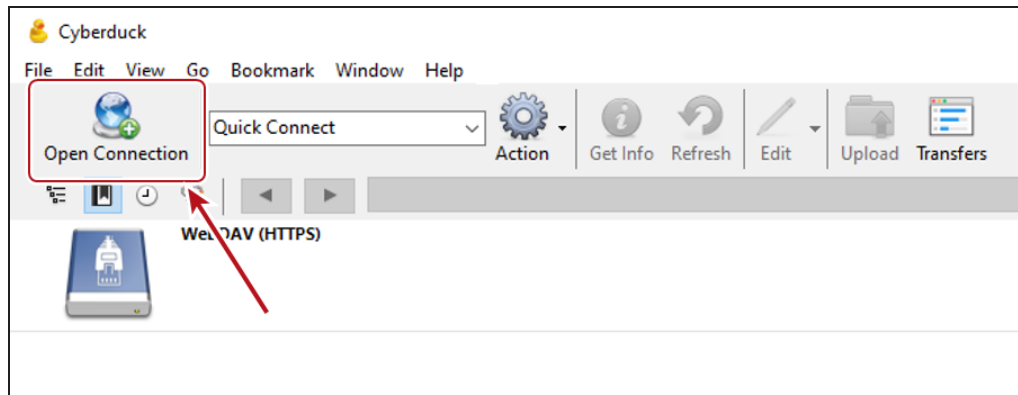 Cyberduck
File Edit View Go Bookmark Window Help
Quick Connect
Open Connection Action Get Info Refresh Edit Upload Transfers
WebDAV (HTTPS)